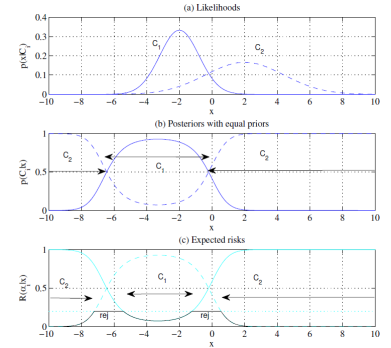 (a) Likelihoods
0.4
0.3
0.2
0.1
0
p(x|C_i)
C_1
C_2
-10 -8 -6 -4 -2 0 2 4 6 8 10
x
(b) Posteriors with equal priors
1
0.5
0
p(C_i|x)
C_2
C_1
C_2
-10 -8 -6 -4 -2 0 2 4 6 8 10
x
(c) Expected risks
1
0.5
0
R(α_i|x)
C_2
C_1
C_2
rej
rej
-10 -8 -6 -4 -2 0 2 4 6 8 10
x